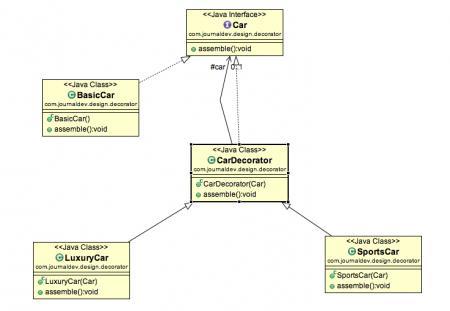 <<Java Interface>>
Car
com.journaldev.design.decorator
assemble():void
#car 0..1
<<Java Class>>
BasicCar
com.journaldev.design.decorator
BasicCar()
assemble():void
<<Java Class>>
CarDecorator
com.journaldev.design.decorator
CarDecorator(Car)
assemble():void
<<Java Class>>
LuxuryCar
com.journaldev.design.decorator
LuxuryCar(Car)
assemble():void
<<Java Class>>
SportsCar
com.journaldev.design.decorator
SportsCar(Car)
assemble():void